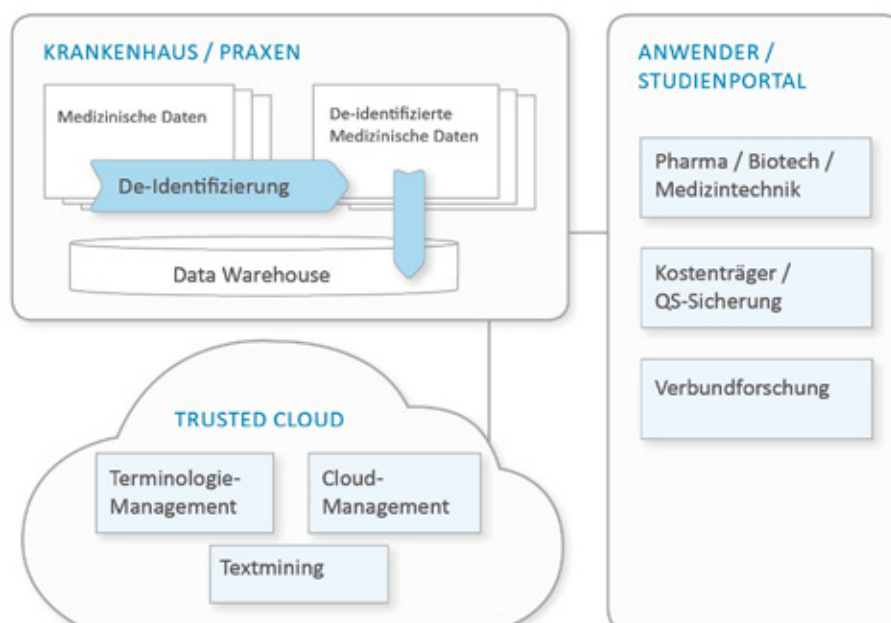 KRANKENHAUS / PRAXEN
Medizinische Daten
De-identifizierte
Medizinische Daten
De-Identifizierung
Data Warehouse
ANWENDER /
STUDIENPORTAL
Pharma / Biotech /
Medizintechnik
Kostenträger /
QS-Sicherung
Verbundforschung
TRUSTED CLOUD
Terminologie-
Management
Cloud-
Management
Textmining